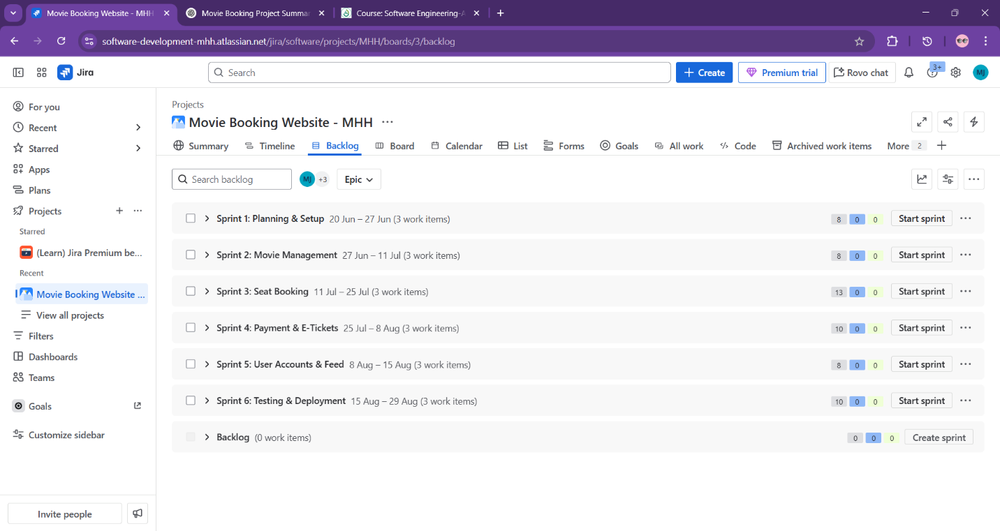 Movie Booking Website - MHH
Movie Booking Project Summar
Course: Software Engineering-A
software-development-mhh.atlassian.net/jira/software/projects/MHH/boards/3/backlog
Jira
Search
Create
Premium trial
Rovo chat
3+
MJ
For you
Recent
Starred
Apps
Plans
Projects
Starred
(Learn) Jira Premium be...
Recent
Movie Booking Website ...
View all projects
Filters
Dashboards
Teams
Goals
Customize sidebar
Invite people
Projects
Movie Booking Website - MHH
Summary Timeline Backlog Board Calendar List Forms Goals All work Code Archived work items More 2
Search backlog MJ +3 Epic
Sprint 1: Planning & Setup 20 Jun – 27 Jun (3 work items) 8 0 0 Start sprint
Sprint 2: Movie Management 27 Jun – 11 Jul (3 work items) 8 0 0 Start sprint
Sprint 3: Seat Booking 11 Jul – 25 Jul (3 work items) 13 0 0 Start sprint
Sprint 4: Payment & E-Tickets 25 Jul – 8 Aug (3 work items) 10 0 0 Start sprint
Sprint 5: User Accounts & Feed 8 Aug – 15 Aug (3 work items) 8 0 0 Start sprint
Sprint 6: Testing & Deployment 15 Aug – 29 Aug (3 work items) 10 0 0 Start sprint
Backlog (0 work items) 0 0 0 Create sprint